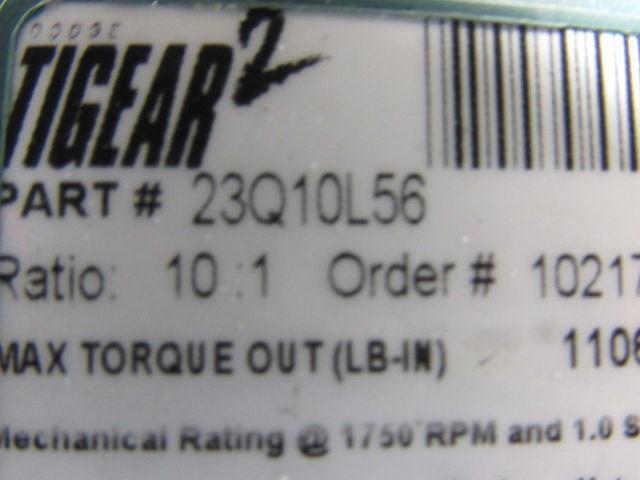 DODGE
TIGEAR 2
PART # 23Q10L56
Ratio: 10 : 1 Order # 10217
MAX TORQUE OUT (LB-IN) 1106
Mechanical Rating @ 1750 RPM and 1.0 S